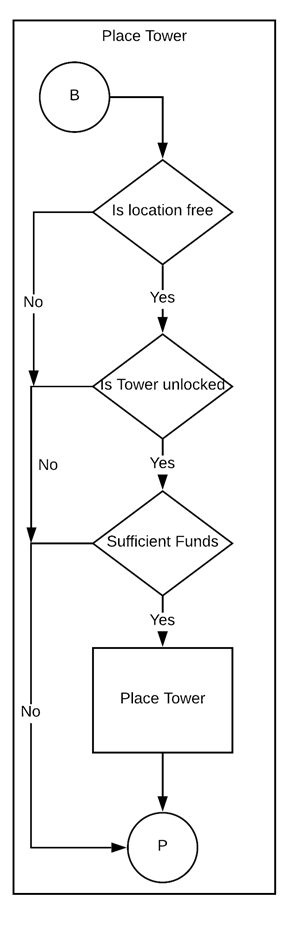 Place Tower
B
Is location free
No
Yes
Is Tower unlocked
No
Yes
Sufficient Funds
Yes
Place Tower
No
P